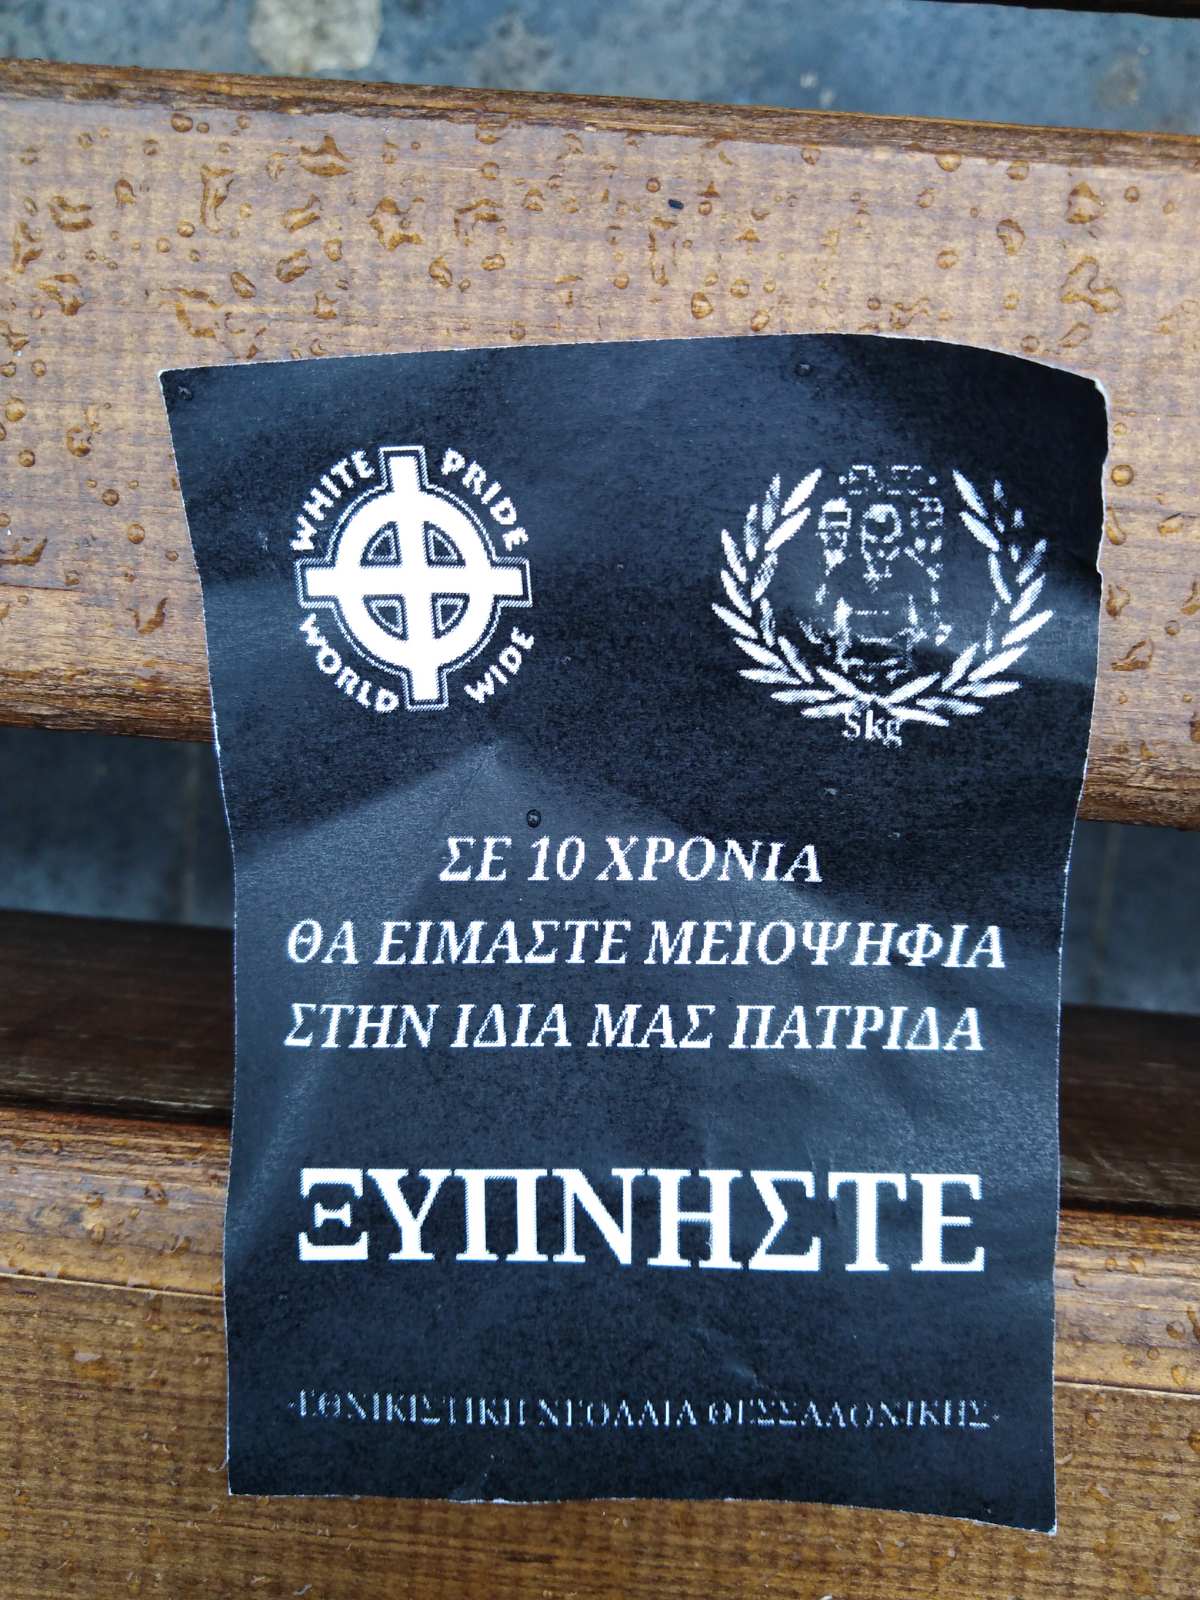 WHITE PRIDE
WORLD WIDE
Skg
ΣΕ 10 ΧΡΟΝΙΑ
ΘΑ ΕΙΜΑΣΤΕ ΜΕΙΟΨΗΦΙΑ
ΣΤΗΝ ΙΔΙΑ ΜΑΣ ΠΑΤΡΙΔΑ
ΞΥΠΝΗΣΤΕ
-ΕΘΝΙΚΙΣΤΙΚΗ ΝΕΟΛΑΙΑ ΘΕΣΣΑΛΟΝΙΚΗΣ-